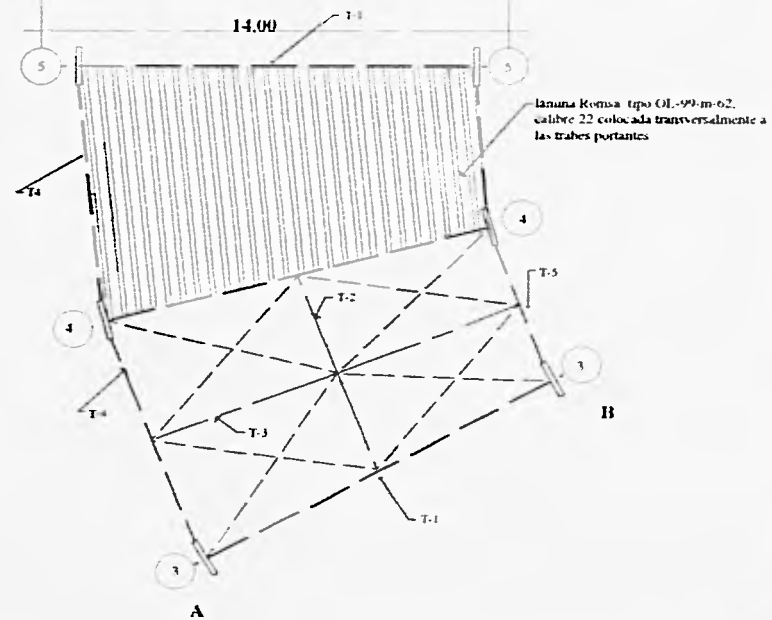 14.00
T-1
5
5
lámina Romsa tipo OL-99-m-62,
calibre 22 colocada transversalmente a
las trabes portantes
T4
4
T-5
T-2
4
3
B
T-4
T-3
T-1
3
A